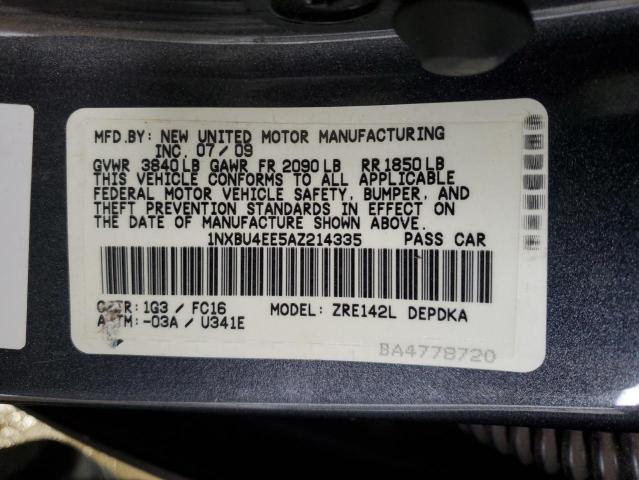 MFD.BY: NEW UNITED MOTOR MANUFACTURING
INC. 07/09
GVWR 3840LB GAWR FR 2090LB RR1850LB
THIS VEHICLE CONFORMS TO ALL APPLICABLE
FEDERAL MOTOR VEHICLE SAFETY, BUMPER, AND
THEFT PREVENTION STANDARDS IN EFFECT ON
THE DATE OF MANUFACTURE SHOWN ABOVE.
1NXBU4EE5AZ214335 PASS CAR
C/TR: 1G3 / FC16 MODEL: ZRE142L DEPDKA
A/TM: -03A / U341E
BA4778720